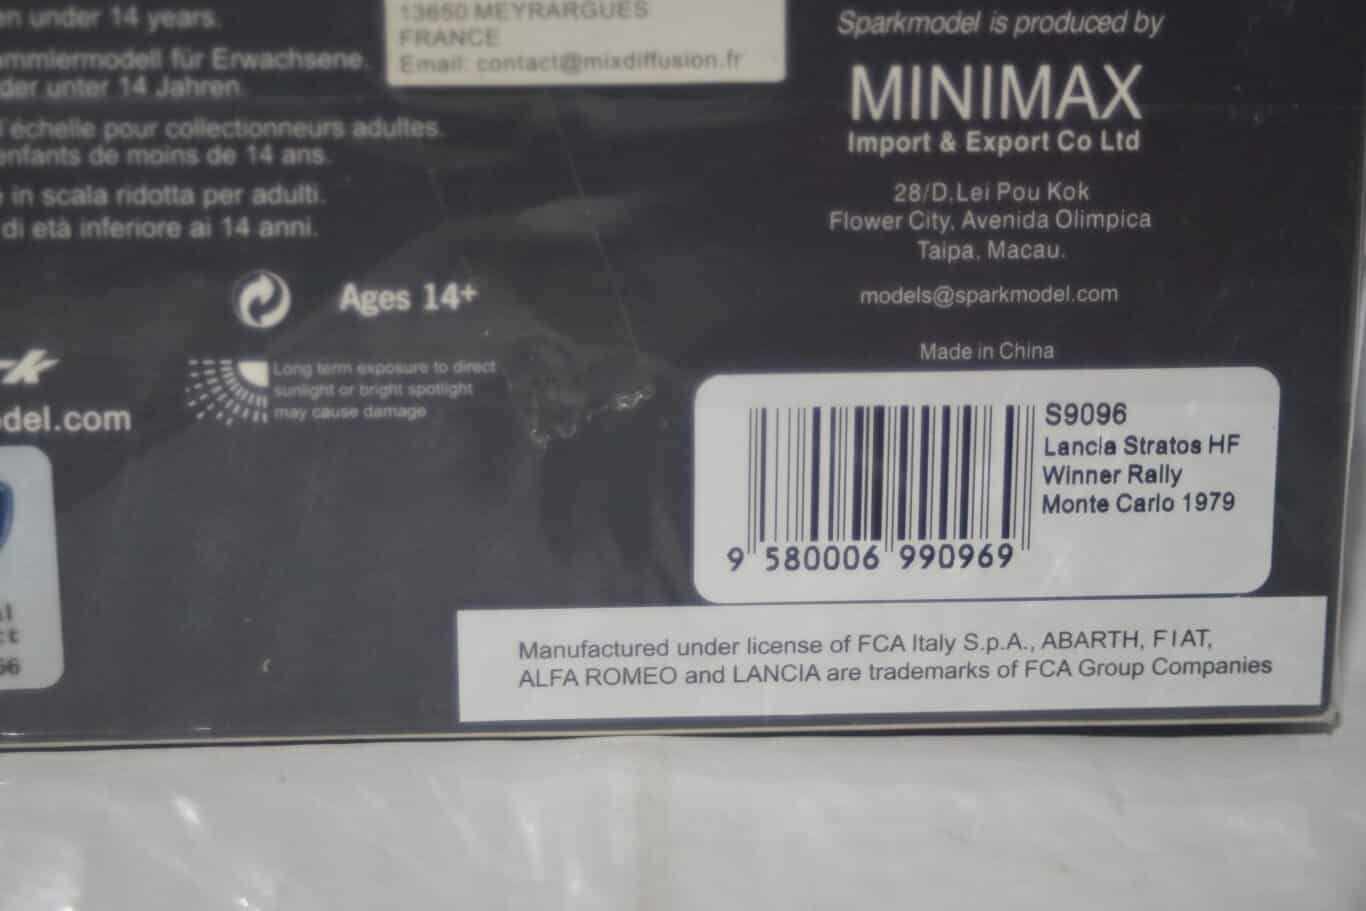 en under 14 years.
ammlermodell für Erwachsene.
der unter 14 Jahren.
l'échelle pour collectionneurs adultes.
enfants de moins de 14 ans.
in scala ridotta per adulti.
di età inferiore ai 14 anni.
13650 MEYRARGUES
FRANCE
Email: contact@mixdiffusion.fr
Sparkmodel is produced by
MINIMAX
Import & Export Co Ltd
28/D,Lei Pou Kok
Flower City, Avenida Olimpica
Taipa, Macau.
models@sparkmodel.com
Made in China
Ages 14+
Long term exposure to direct
sunlight or bright spotlight
may cause damage
rk
odel.com
al
ct
66
S9096
Lancia Stratos HF
Winner Rally
Monte Carlo 1979
9 580006 990969
Manufactured under license of FCA Italy S.p.A., ABARTH, FIAT,
ALFA ROMEO and LANCIA are trademarks of FCA Group Companies